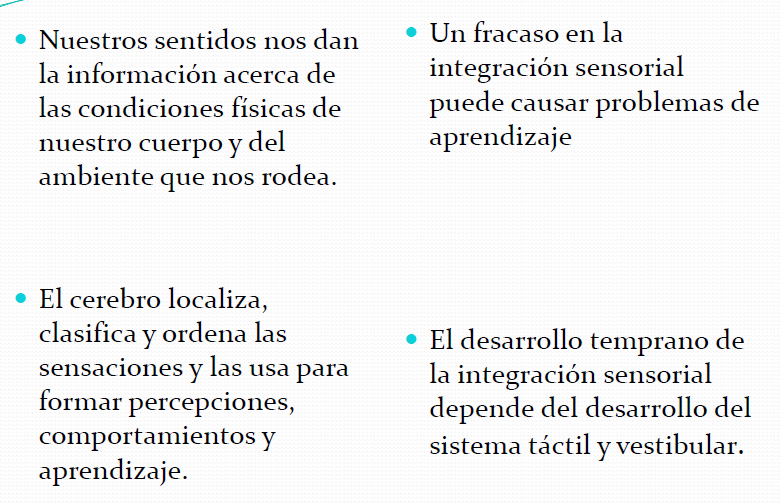 • Nuestros sentidos nos dan
la información acerca de
las condiciones físicas de
nuestro cuerpo y del
ambiente que nos rodea.
• El cerebro localiza,
clasifica y ordena las
sensaciones y las usa para
formar percepciones,
comportamientos y
aprendizaje.
• Un fracaso en la
integración sensorial
puede causar problemas de
aprendizaje
• El desarrollo temprano de
la integración sensorial
depende del desarrollo del
sistema táctil y vestibular.